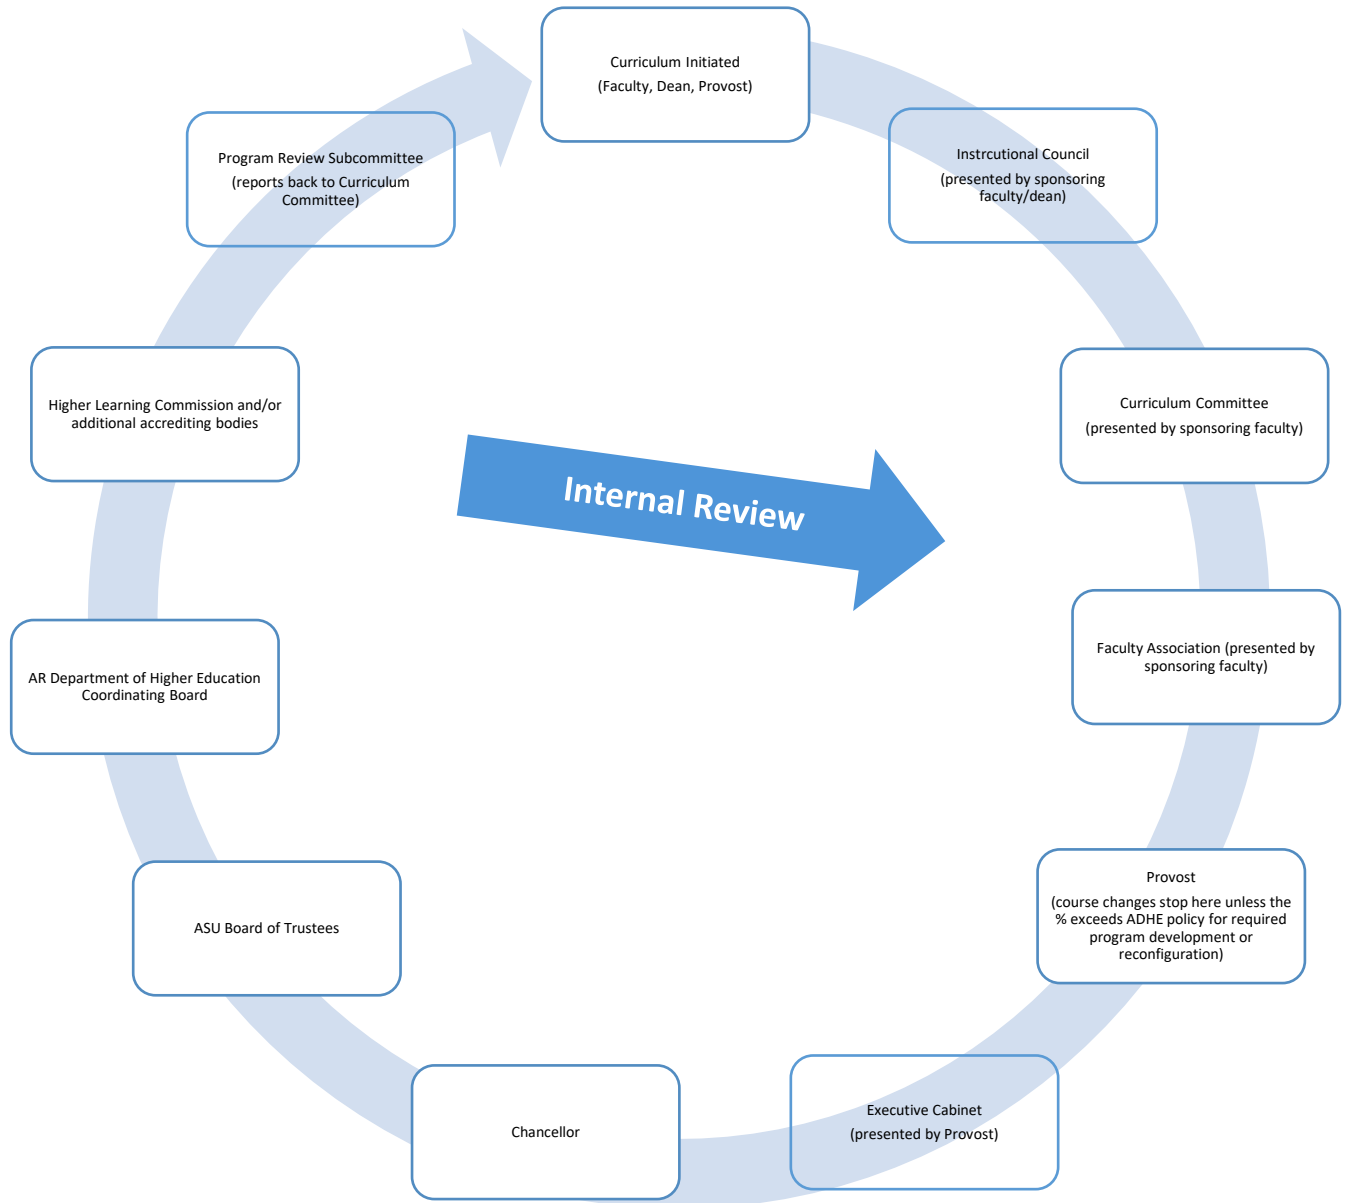 Curriculum Initiated
(Faculty, Dean, Provost)
Instrcutional Council
(presented by sponsoring
faculty/dean)
Curriculum Committee
(presented by sponsoring faculty)
Faculty Association (presented by
sponsoring faculty)
Provost
(course changes stop here unless the
% exceeds ADHE policy for required
program development or
reconfiguration)
Executive Cabinet
(presented by Provost)
Chancellor
ASU Board of Trustees
AR Department of Higher Education
Coordinating Board
Higher Learning Commission and/or
additional accrediting bodies
Program Review Subcommittee
(reports back to Curriculum
Committee)
Internal Review